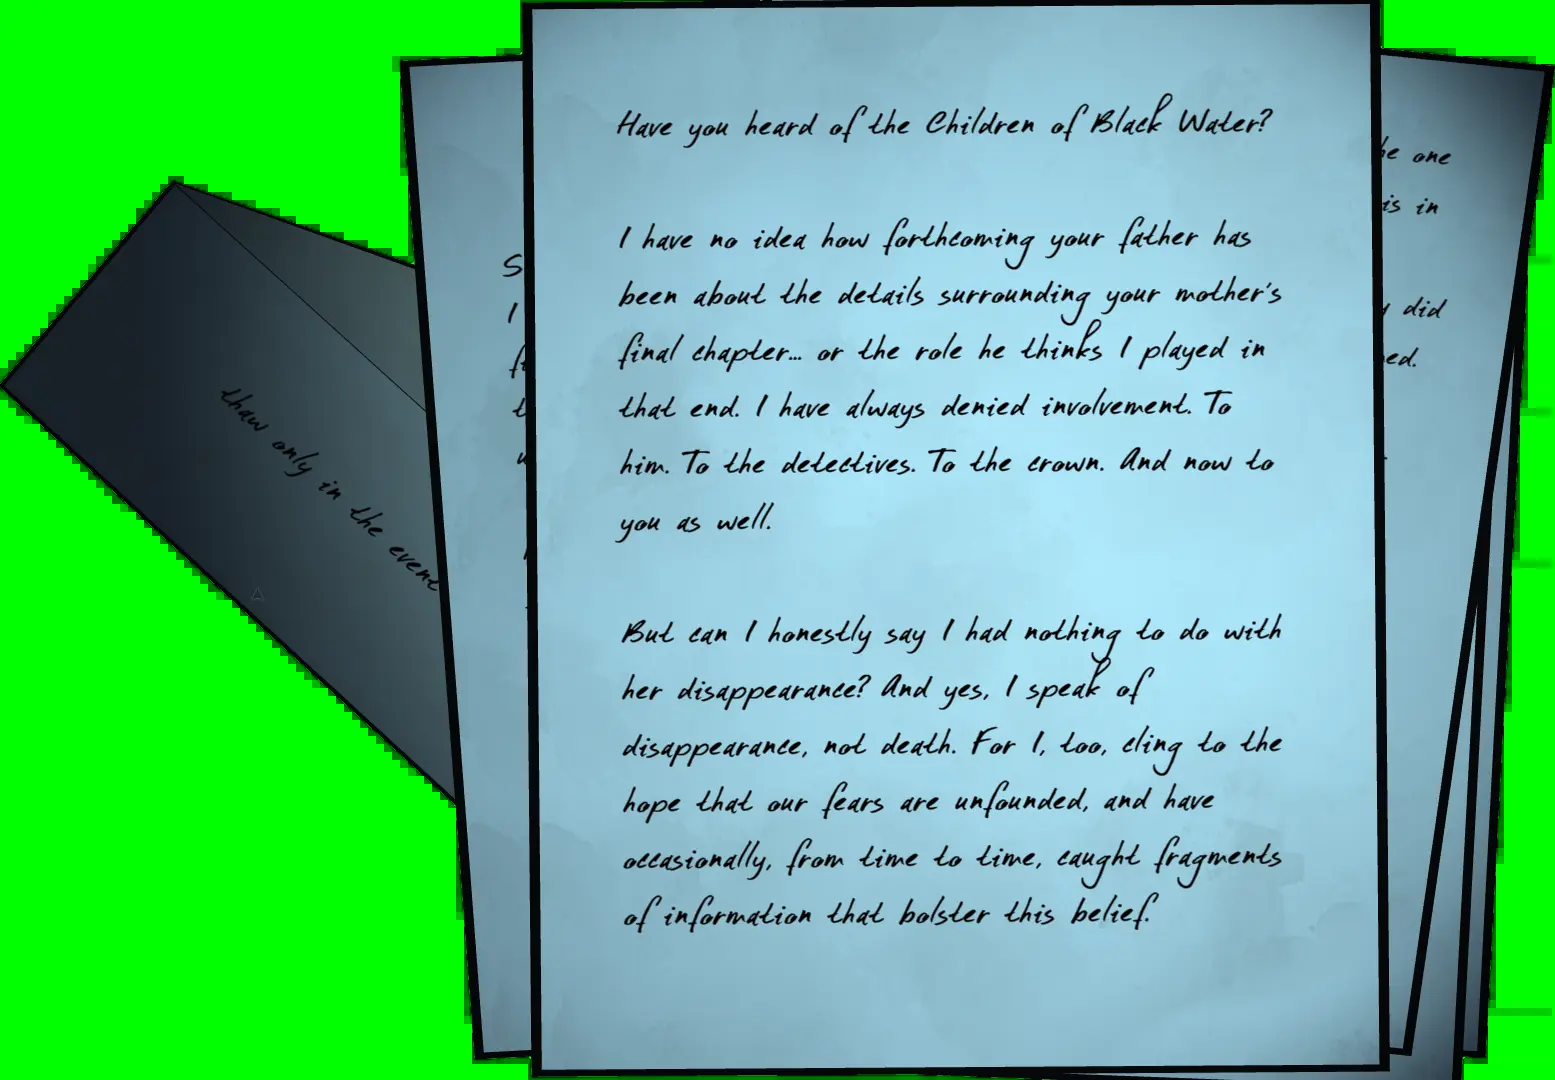 thaw only in the event
Have you heard of the Children of Black Water?
I have no idea how forthcoming your father has
been about the details surrounding your mother's
final chapter... or the role he thinks I played in
that end. I have always denied involvement. To
him. To the detectives. To the crown. And now to
you as well.
But can I honestly say I had nothing to do with
her disappearance? And yes, I speak of
disappearance, not death. For I, too, cling to the
hope that our fears are unfounded, and have
occasionally, from time to time, caught fragments
of information that bolster this belief.
one
is in
did